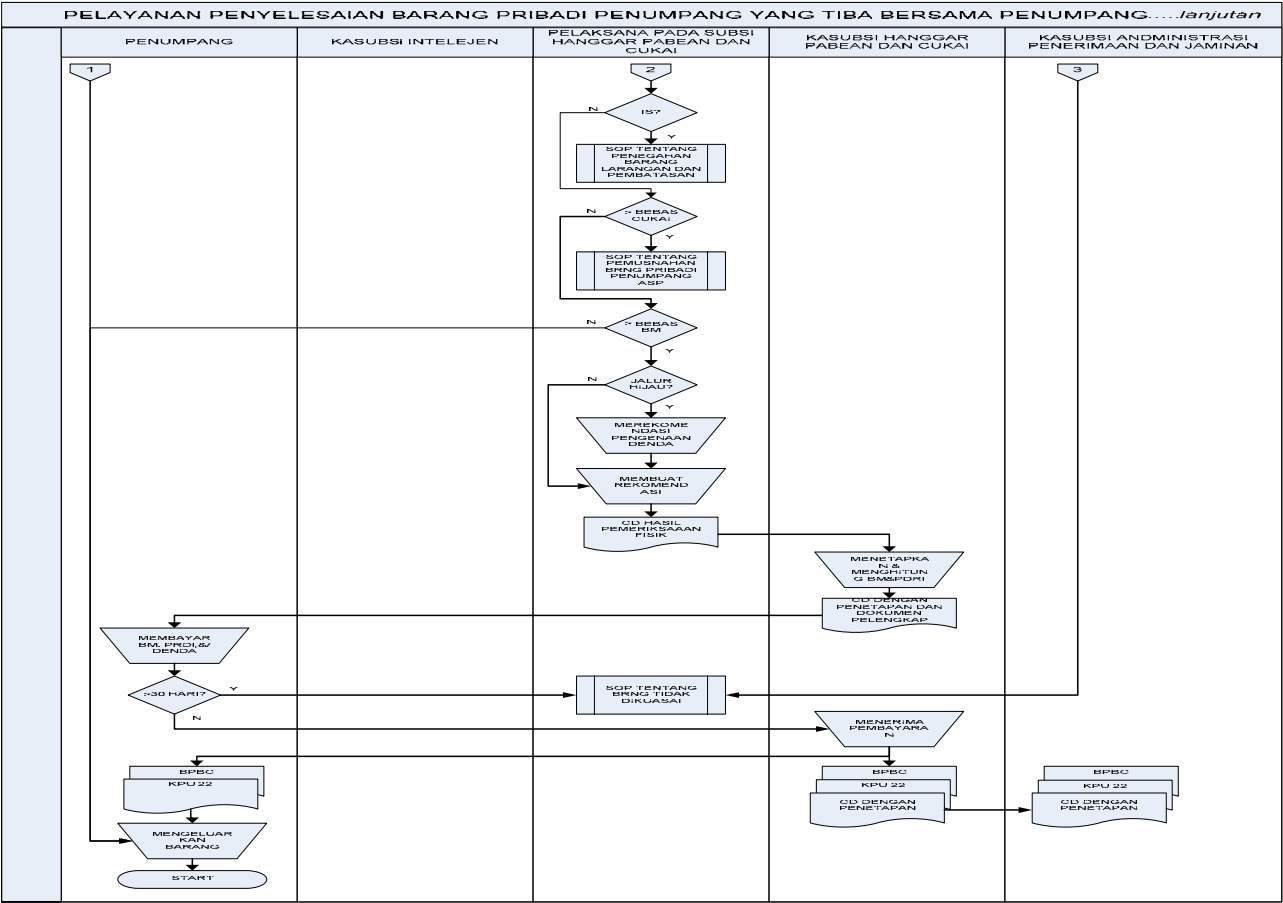 PELAYANAN PENYELESAIAN BARANG PRIBADI PENUMPANG YANG TIBA BERSAMA PENUMPANG.....lanjutan
PENUMPANG
KASUBSI INTELEJEN
PELAKSANA PADA SUBSI
HANGGAR PABEAN DAN
CUKAI
KASUBSI HANGGAR
PABEAN DAN CUKAI
KASUBSI ANDMINISTRASI
PENERIMAAN DAN JAMINAN
1
2
3
IS?
N
Y
SOP TENTANG
PENEGAHAN
BARANG
LARANGAN DAN
PEMBATASAN
> BEBAS
CUKAI
N
Y
SOP TENTANG
PEMUSNAHAN
BRNG PRIBADI
PENUMPANG
ASP
> BEBAS
BM
N
Y
JALUR
HIJAU?
N
Y
MEREKOME
NDASI
PENGENAAN
DENDA
MEMBUAT
REKOMEND
ASI
CD HASIL
PEMERIKSAAAN
FISIK
MENETAPKA
N &
MENGHITUN
G BM&PDRI
CD DENGAN
PENETAPAN DAN
DOKUMEN
PELENGKAP
MEMBAYAR
BM, PRDI,&/
DENDA
>30 HARI?
Y
N
SOP TENTANG
BRNG TIDAK
DIKUASAI
MENERIMA
PEMBAYARA
N
BPBC
KPU 22
BPBC
KPU 22
CD DENGAN
PENETAPAN
BPBC
KPU 22
CD DENGAN
PENETAPAN
MENGELUAR
KAN
BARANG
START